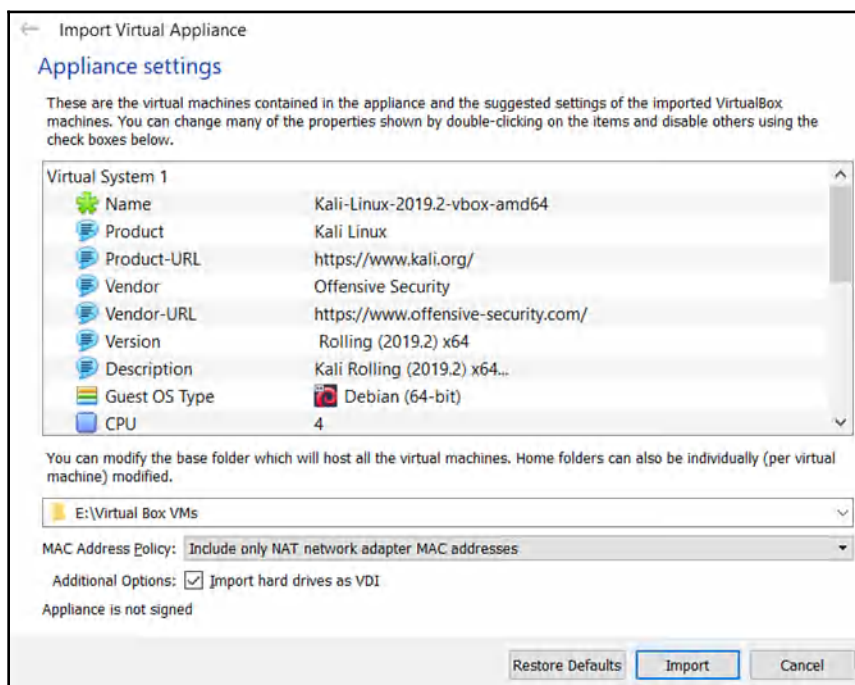 Import Virtual Appliance
Appliance settings
These are the virtual machines contained in the appliance and the suggested settings of the imported VirtualBox
machines. You can change many of the properties shown by double-clicking on the items and disable others using the
check boxes below.
Virtual System 1
Name Kali-Linux-2019.2-vbox-amd64
Product Kali Linux
Product-URL https://www.kali.org/
Vendor Offensive Security
Vendor-URL https://www.offensive-security.com/
Version Rolling (2019.2) x64
Description Kali Rolling (2019.2) x64...
Guest OS Type Debian (64-bit)
CPU 4
You can modify the base folder which will host all the virtual machines. Home folders can also be individually (per virtual
machine) modified.
E:\Virtual Box VMs
MAC Address Policy: Include only NAT network adapter MAC addresses
Additional Options: Import hard drives as VDI
Appliance is not signed
Restore Defaults Import Cancel